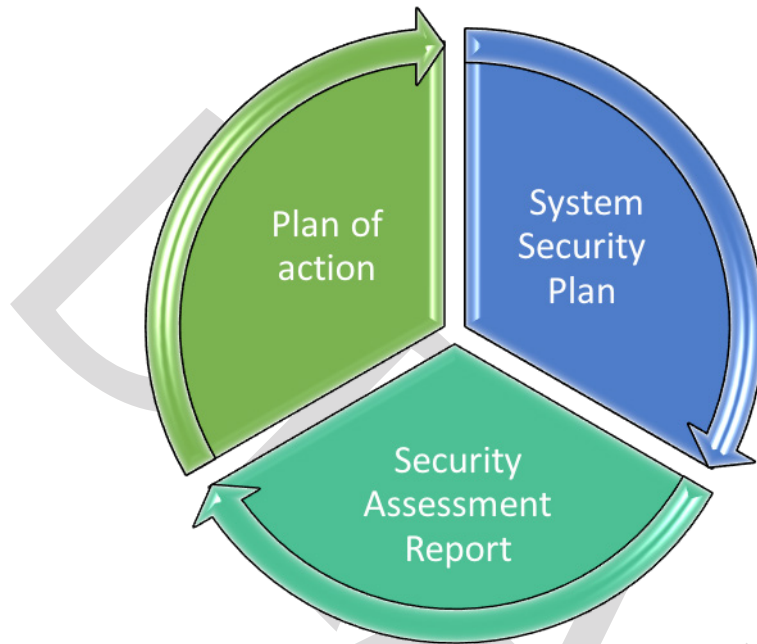 System
Security
Plan
Security
Assessment
Report
Plan of
action